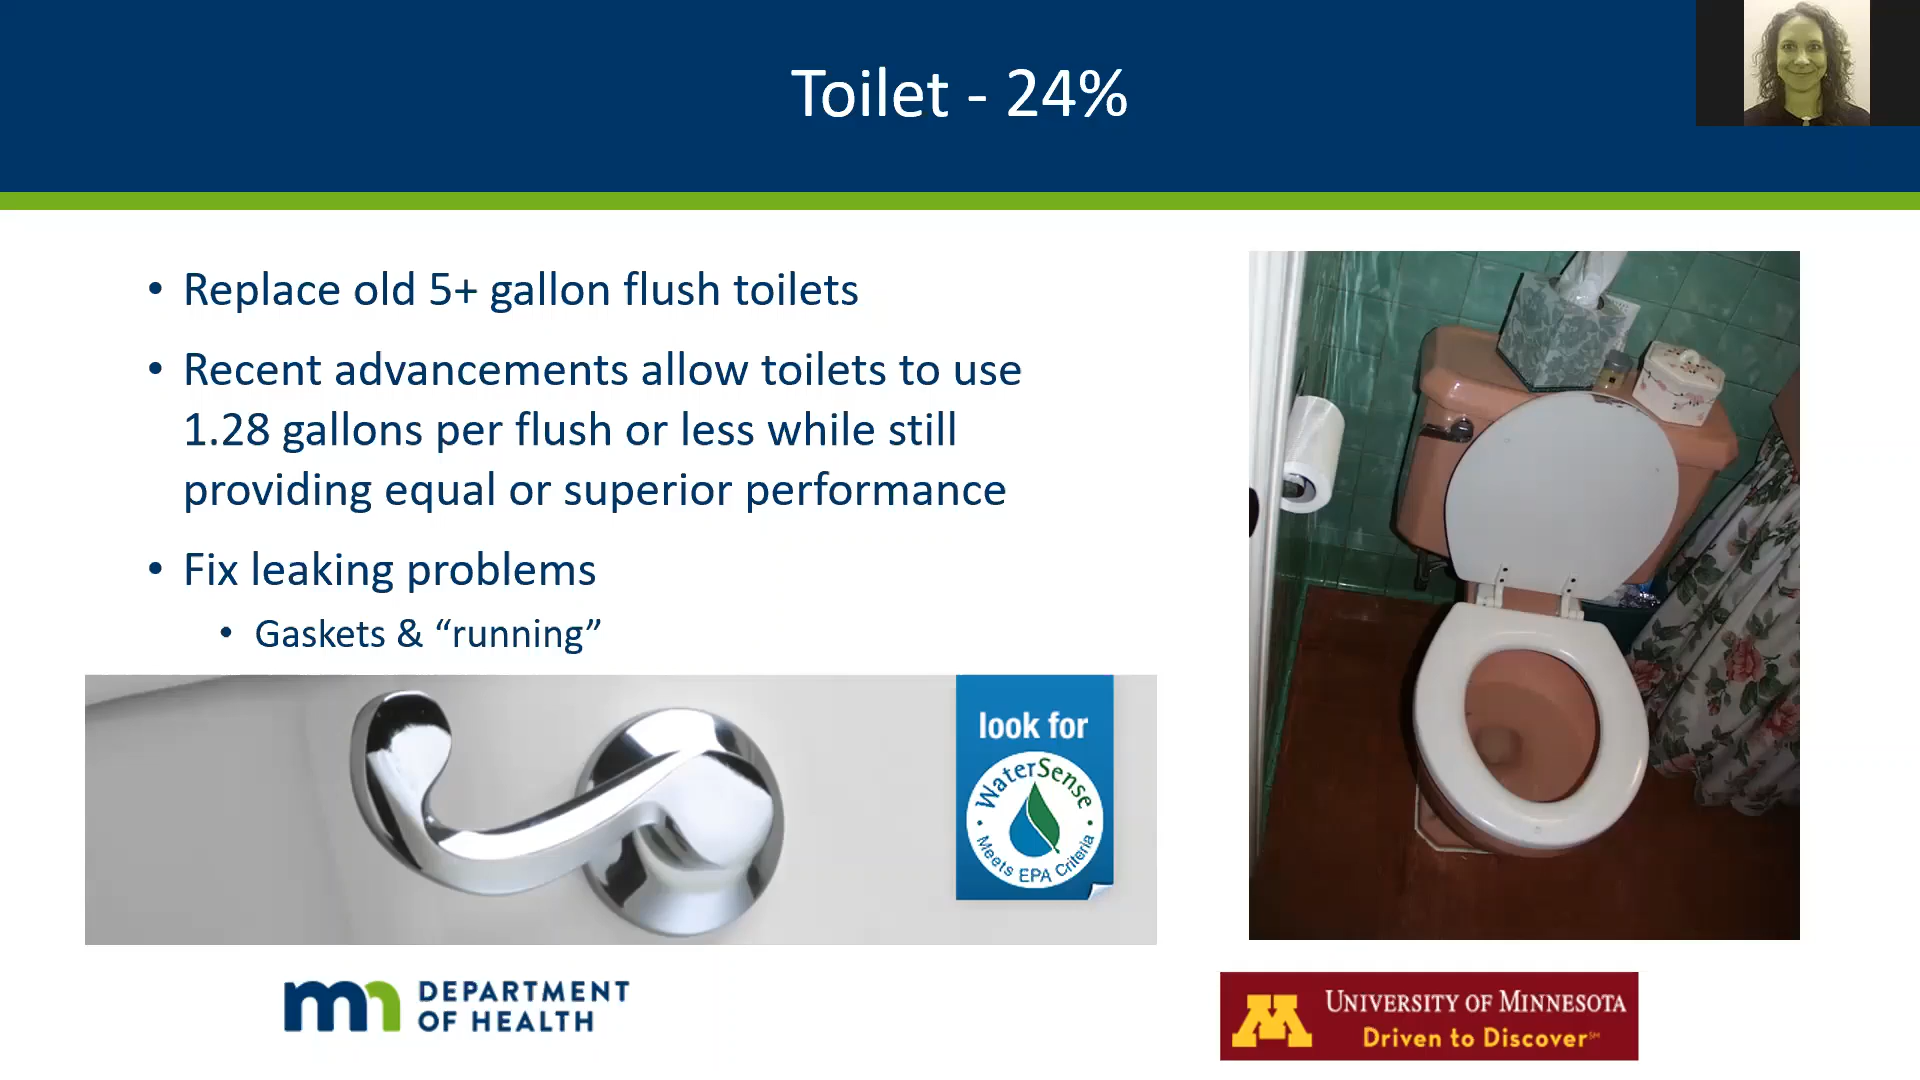 Toilet - 24%
• Replace old 5+ gallon flush toilets
• Recent advancements allow toilets to use
1.28 gallons per flush or less while still
providing equal or superior performance
• Fix leaking problems
• Gaskets & “running”
look for
WaterSense
Meets EPA Criteria
mn DEPARTMENT
OF HEALTH
M UNIVERSITY OF MINNESOTA
Driven to Discover℠